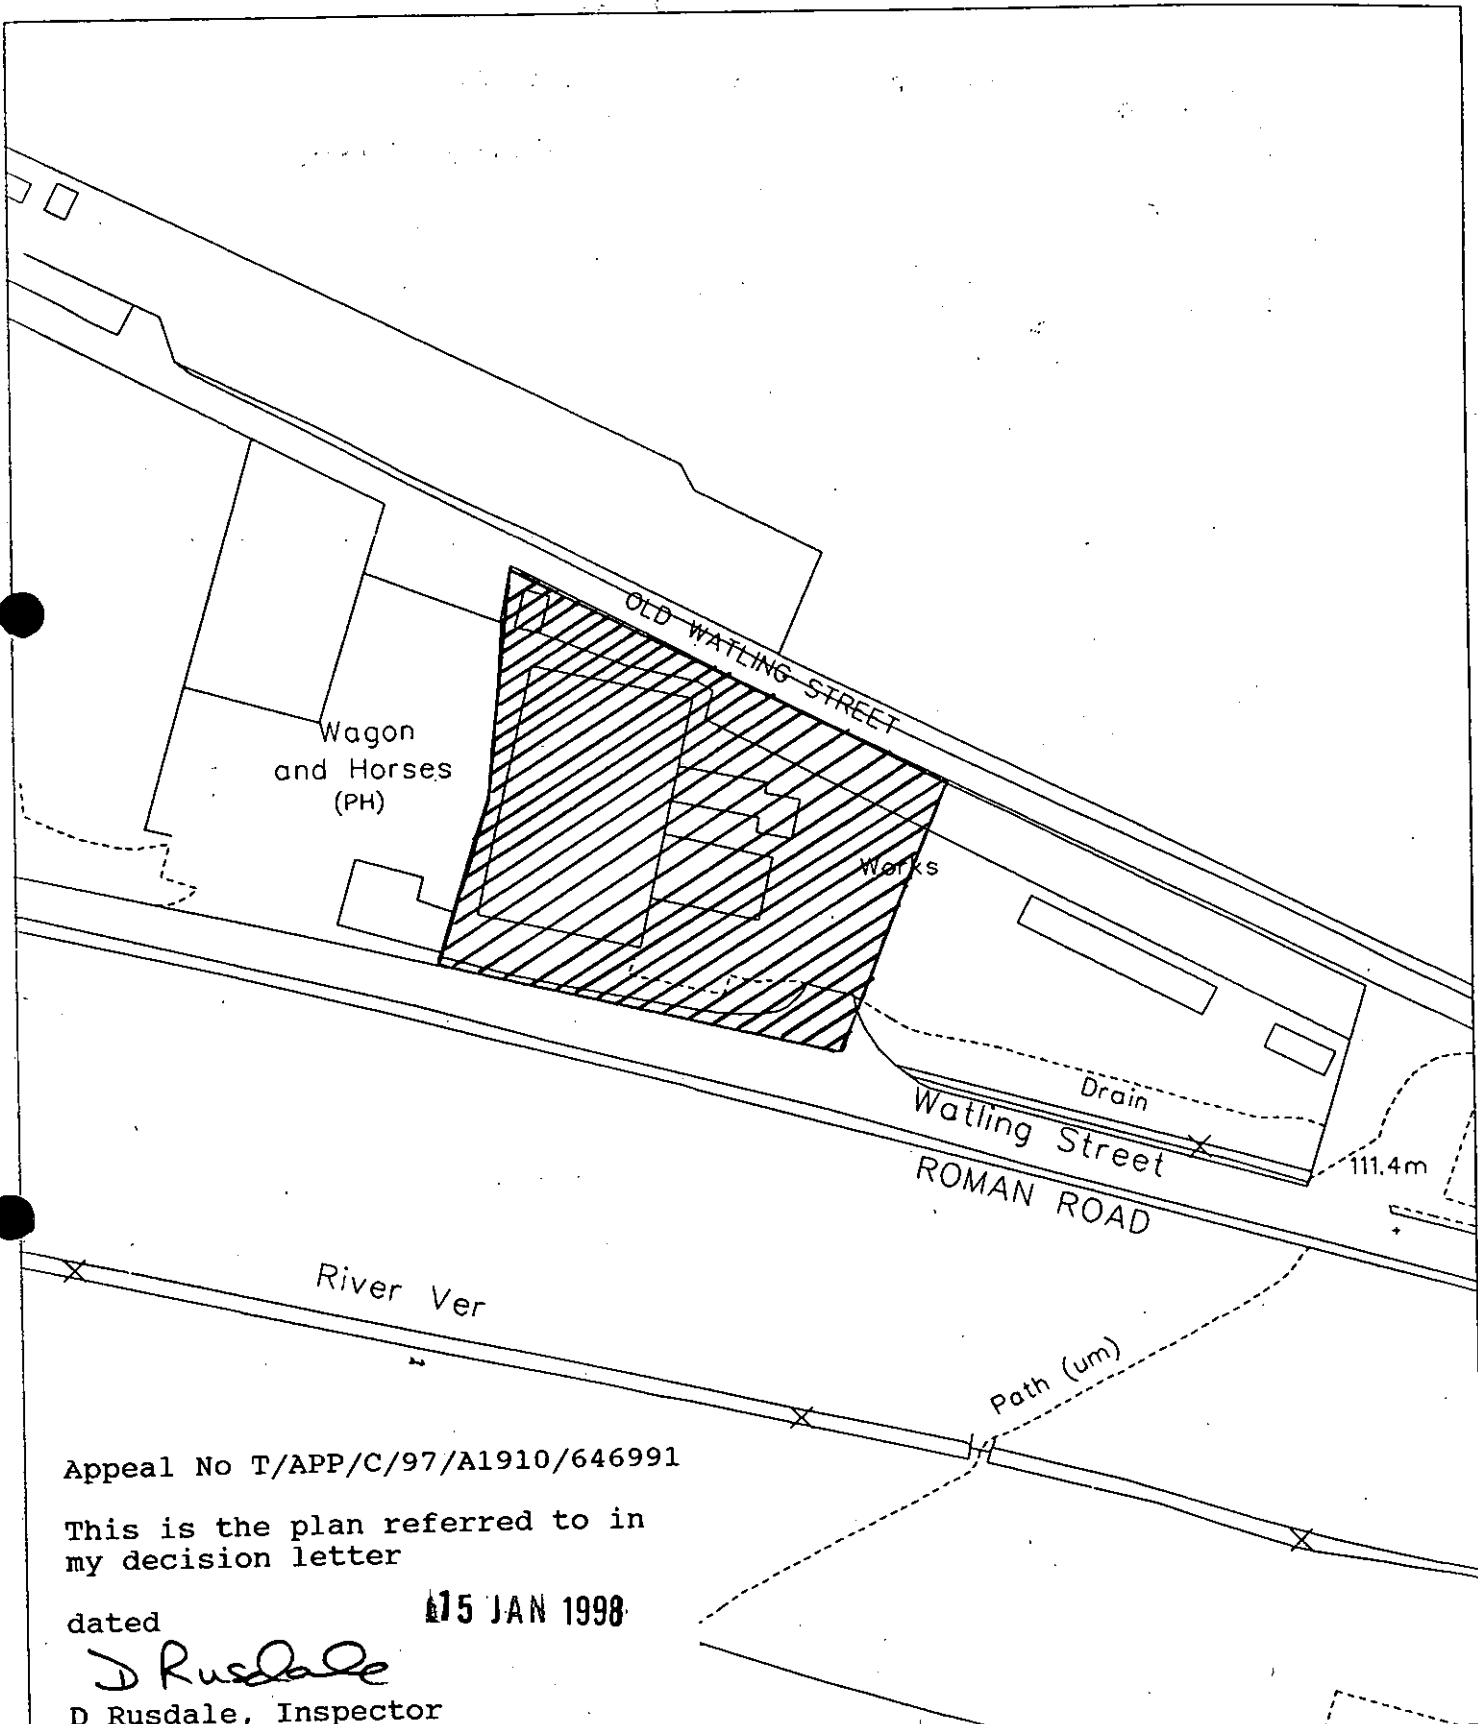 OLD WATLING STREET
Wagon
and Horses
(PH)
Works
Drain
Watling Street
ROMAN ROAD
111.4m
River Ver
Path (um)
Appeal No T/APP/C/97/A1910/646991
This is the plan referred to in
my decision letter
dated
15 JAN 1998
D Rusdale
D Rusdale, Inspector